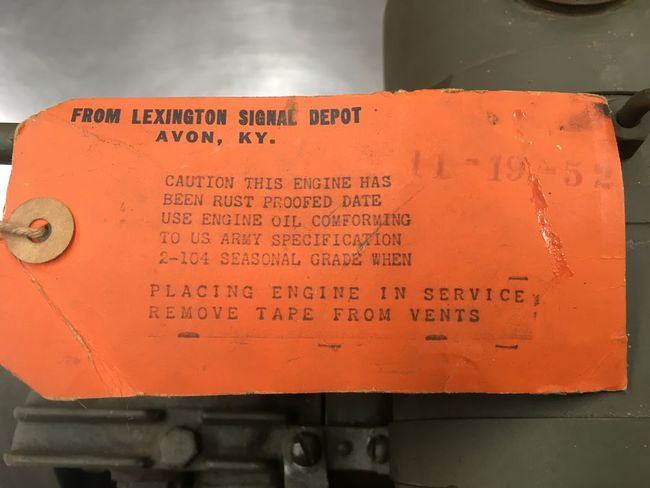 FROM LEXINGTON SIGNAL DEPOT
AVON, KY.
11-19-52
CAUTION THIS ENGINE HAS
BEEN RUST PROOFED DATE
USE ENGINE OIL COMFORMING
TO US ARMY SPECIFICATION
2-104 SEASONAL GRADE WHEN
PLACING ENGINE IN SERVICE
REMOVE TAPE FROM VENTS